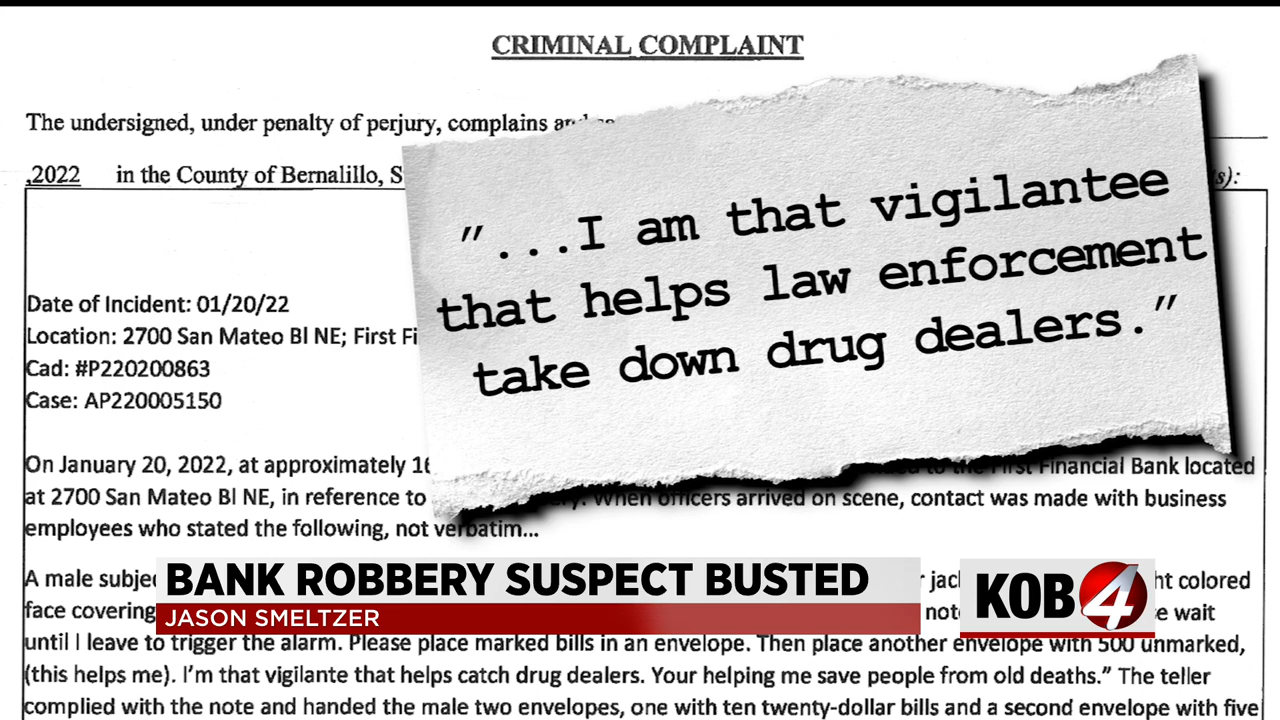 CRIMINAL COMPLAINT
The undersigned, under penalty of perjury, complains and
,2022 in the County of Bernalillo, S
s):
"...I am that vigilantee
that helps law enforcement
take down drug dealers."
Date of Incident: 01/20/22
Location: 2700 San Mateo Bl NE; First Fi
Cad: #P220200863
Case: AP220005150
On January 20, 2022, at approximately 16 to the First Financial Bank located
at 2700 San Mateo Bl NE, in reference to When officers arrived on scene, contact was made with business
employees who stated the following, not verbatim...
A male subje r jac ht colored
face covering note e wait
BANK ROBBERY SUSPECT BUSTED
JASON SMELTZER
KOB 4
until I leave to trigger the alarm. Please place marked bills in an envelope. Then place another envelope with 500 unmarked,
(this helps me). I'm that vigilante that helps catch drug dealers. Your helping me save people from old deaths." The teller
complied with the note and handed the male two envelopes, one with ten twenty-dollar bills and a second envelope with five